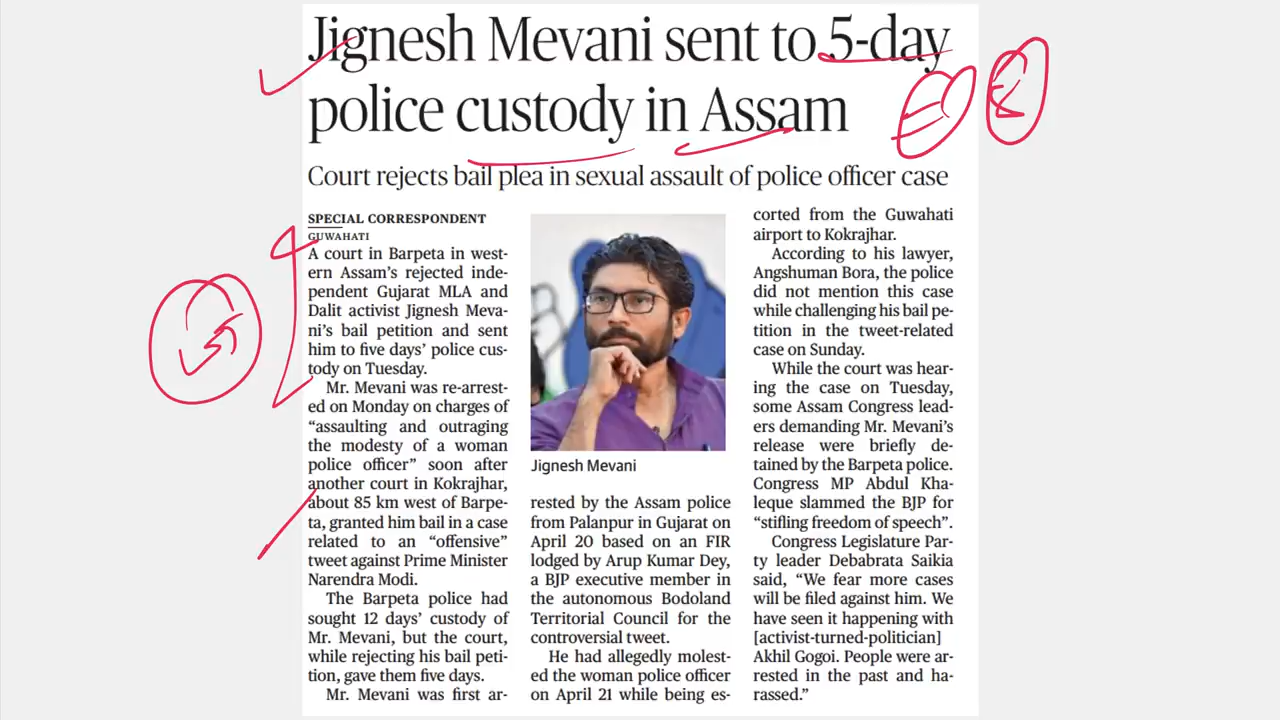 Jignesh Mevani sent to 5-day
police custody in Assam
Court rejects bail plea in sexual assault of police officer case
SPECIAL CORRESPONDENT
GUWAHATI
A court in Barpeta in west-
ern Assam's rejected inde-
pendent Gujarat MLA and
Dalit activist Jignesh Meva-
ni's bail petition and sent
him to five days' police cus-
tody on Tuesday.
Mr. Mevani was re-arrest-
ed on Monday on charges of
"assaulting and outraging
the modesty of a woman
police officer" soon after
another court in Kokrajhar,
about 85 km west of Barpe-
ta, granted him bail in a case
related to an "offensive"
tweet against Prime Minister
Narendra Modi.
The Barpeta police had
sought 12 days' custody of
Mr. Mevani, but the court,
while rejecting his bail peti-
tion, gave them five days.
Mr. Mevani was first ar-
Jignesh Mevani
rested by the Assam police
from Palanpur in Gujarat on
April 20 based on an FIR
lodged by Arup Kumar Dey,
a BJP executive member in
the autonomous Bodoland
Territorial Council for the
controversial tweet.
He had allegedly molest-
ed the woman police officer
on April 21 while being es-
corted from the Guwahati
airport to Kokrajhar.
According to his lawyer,
Angshuman Bora, the police
did not mention this case
while challenging his bail pe-
tition in the tweet-related
case on Sunday.
While the court was hear-
ing the case on Tuesday,
some Assam Congress lead-
ers demanding Mr. Mevani's
release were briefly de-
tained by the Barpeta police.
Congress MP Abdul Kha-
leque slammed the BJP for
"stifling freedom of speech".
Congress Legislature Par-
ty leader Debabrata Saikia
said, "We fear more cases
will be filed against him. We
have seen it happening with
[activist-turned-politician]
Akhil Gogoi. People were ar-
rested in the past and ha-
rassed."